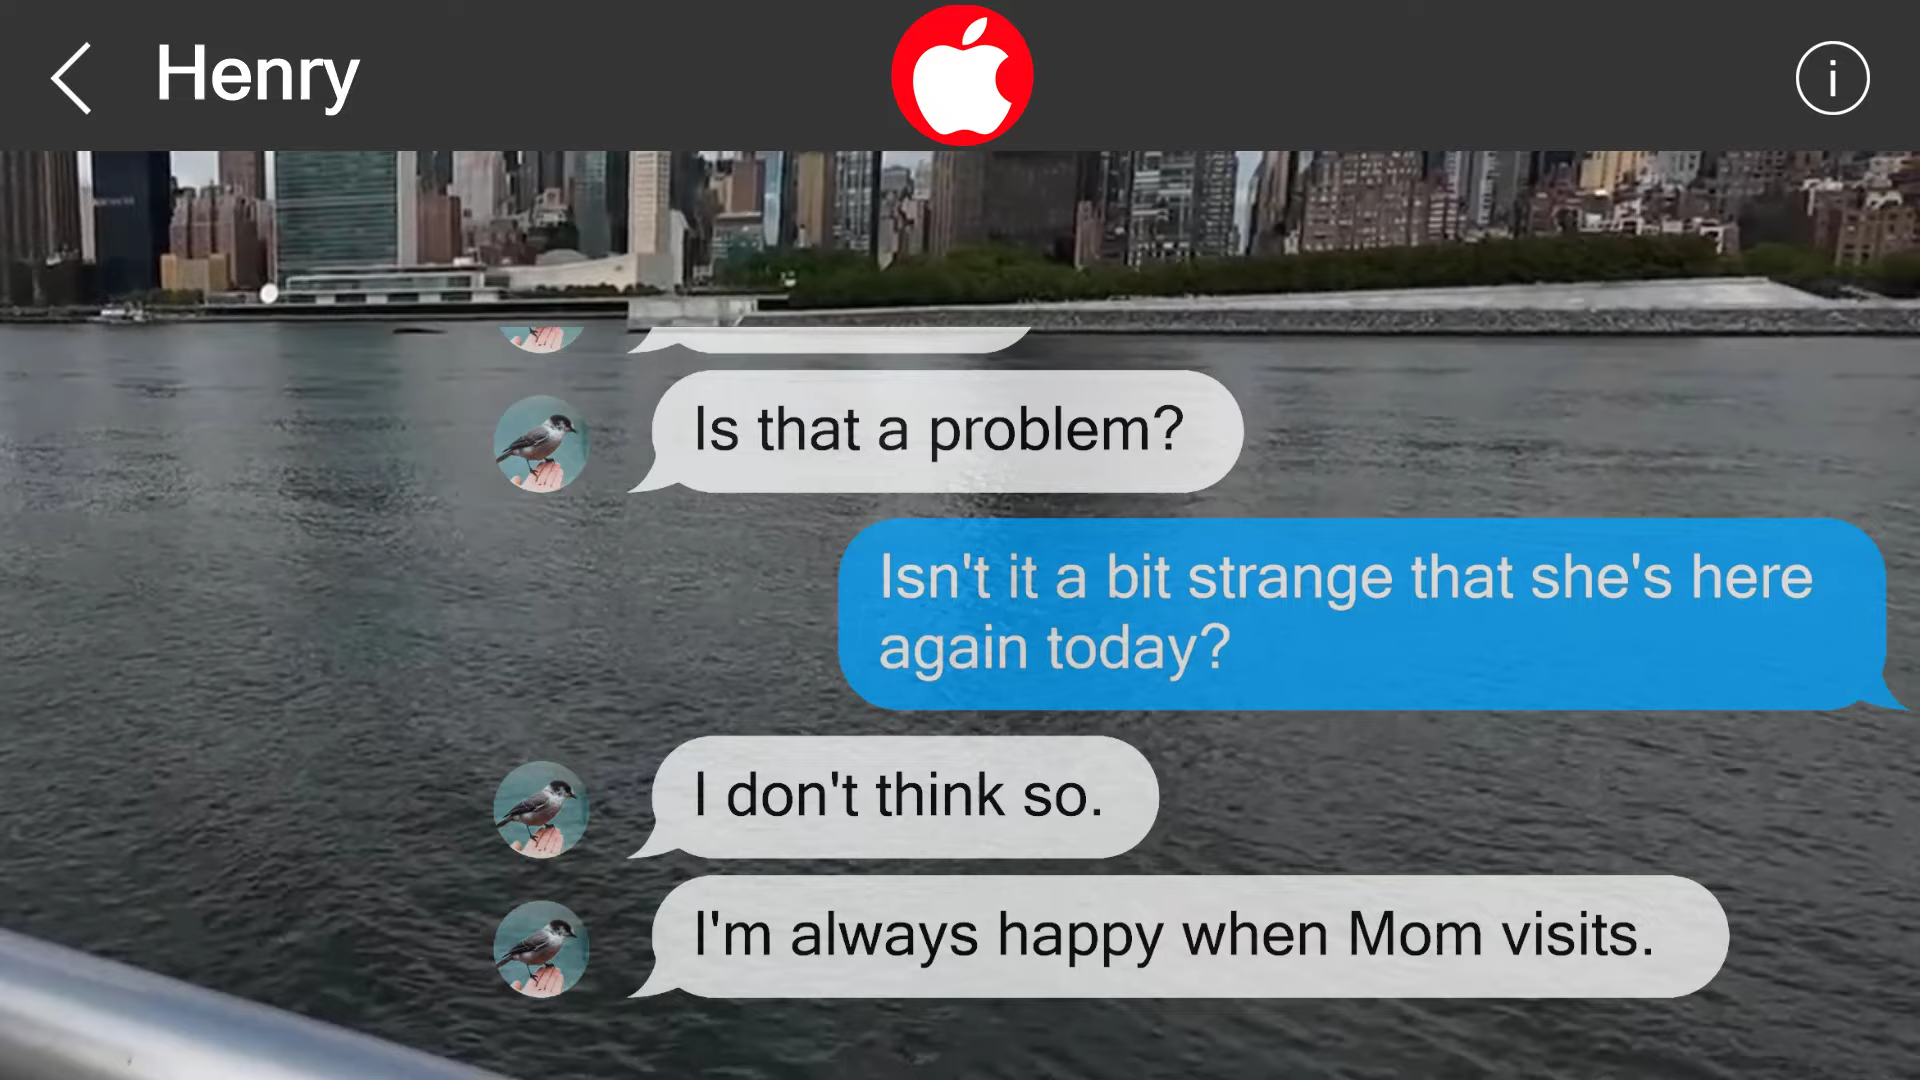 Henry
Is that a problem?
Isn't it a bit strange that she's here
again today?
I don't think so.
I'm always happy when Mom visits.